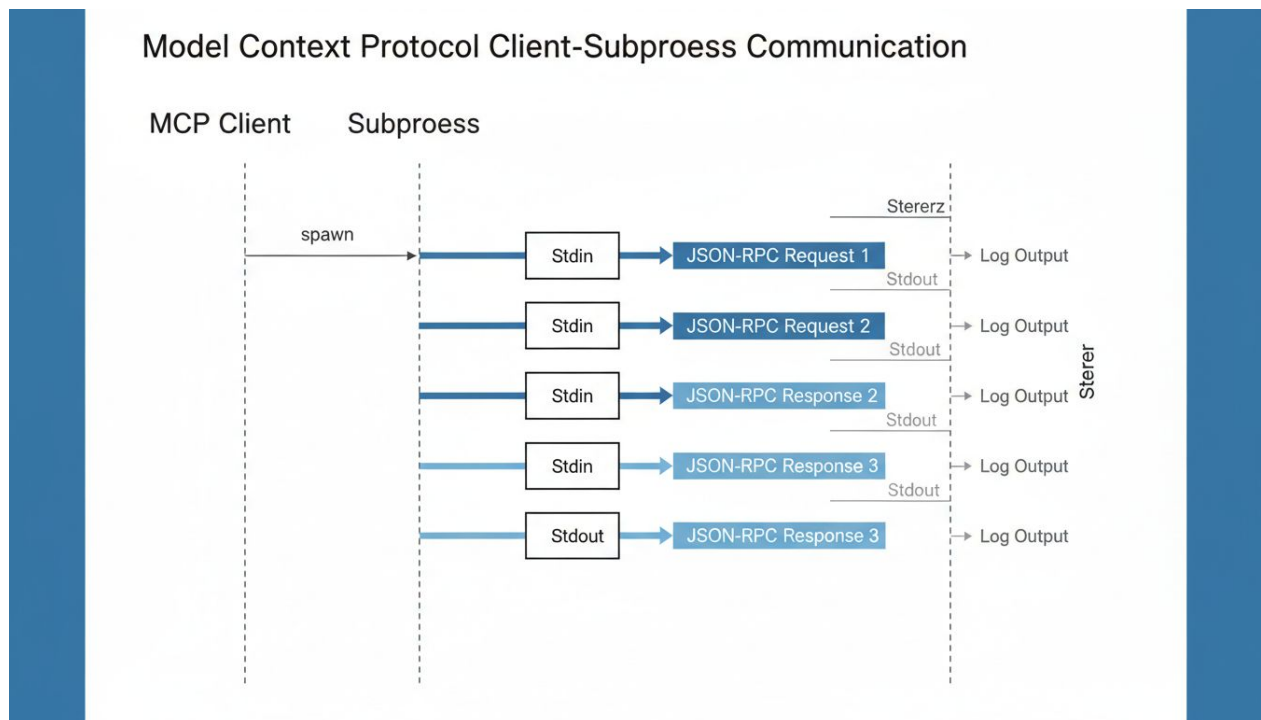 Model Context Protocol Client-Subproess Communication
MCP Client
Subproess
Stererz
spawn
Stdin
JSON-RPC Request 1
Log Output
Stdout
Stdin
JSON-RPC Request 2
Log Output
Stdout
Sterer
Stdin
JSON-RPC Response 2
Log Output
Stdout
Stdin
JSON-RPC Response 3
Log Output
Stdout
Stdout
JSON-RPC Response 3
Log Output